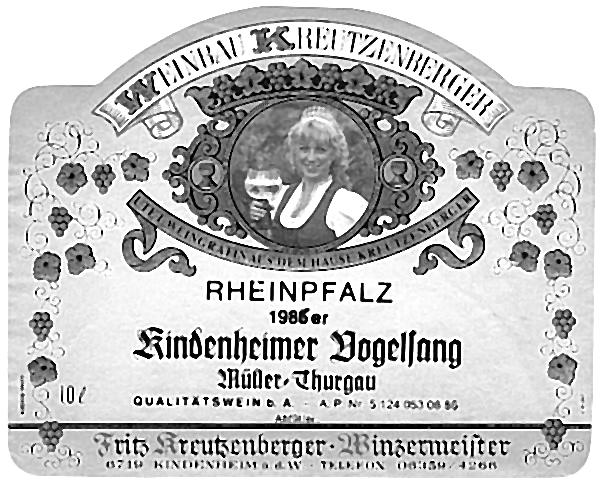 WEINBAU KREUTZENBERGER
DIE WEINGRÄFIN AUS DEM HAUSE KREUTZENBERGER
RHEINPFALZ
1986er
Kindenheimer Vogelsang
Müller-Thurgau
10 l
QUALITÄTSWEIN b. A. - A. P. Nr. 5 124 053 08 86
Fritz Kreutzenberger · Winzermeister
6719 KINDENHEIM a. d. W. · TELEFON 06359/4266